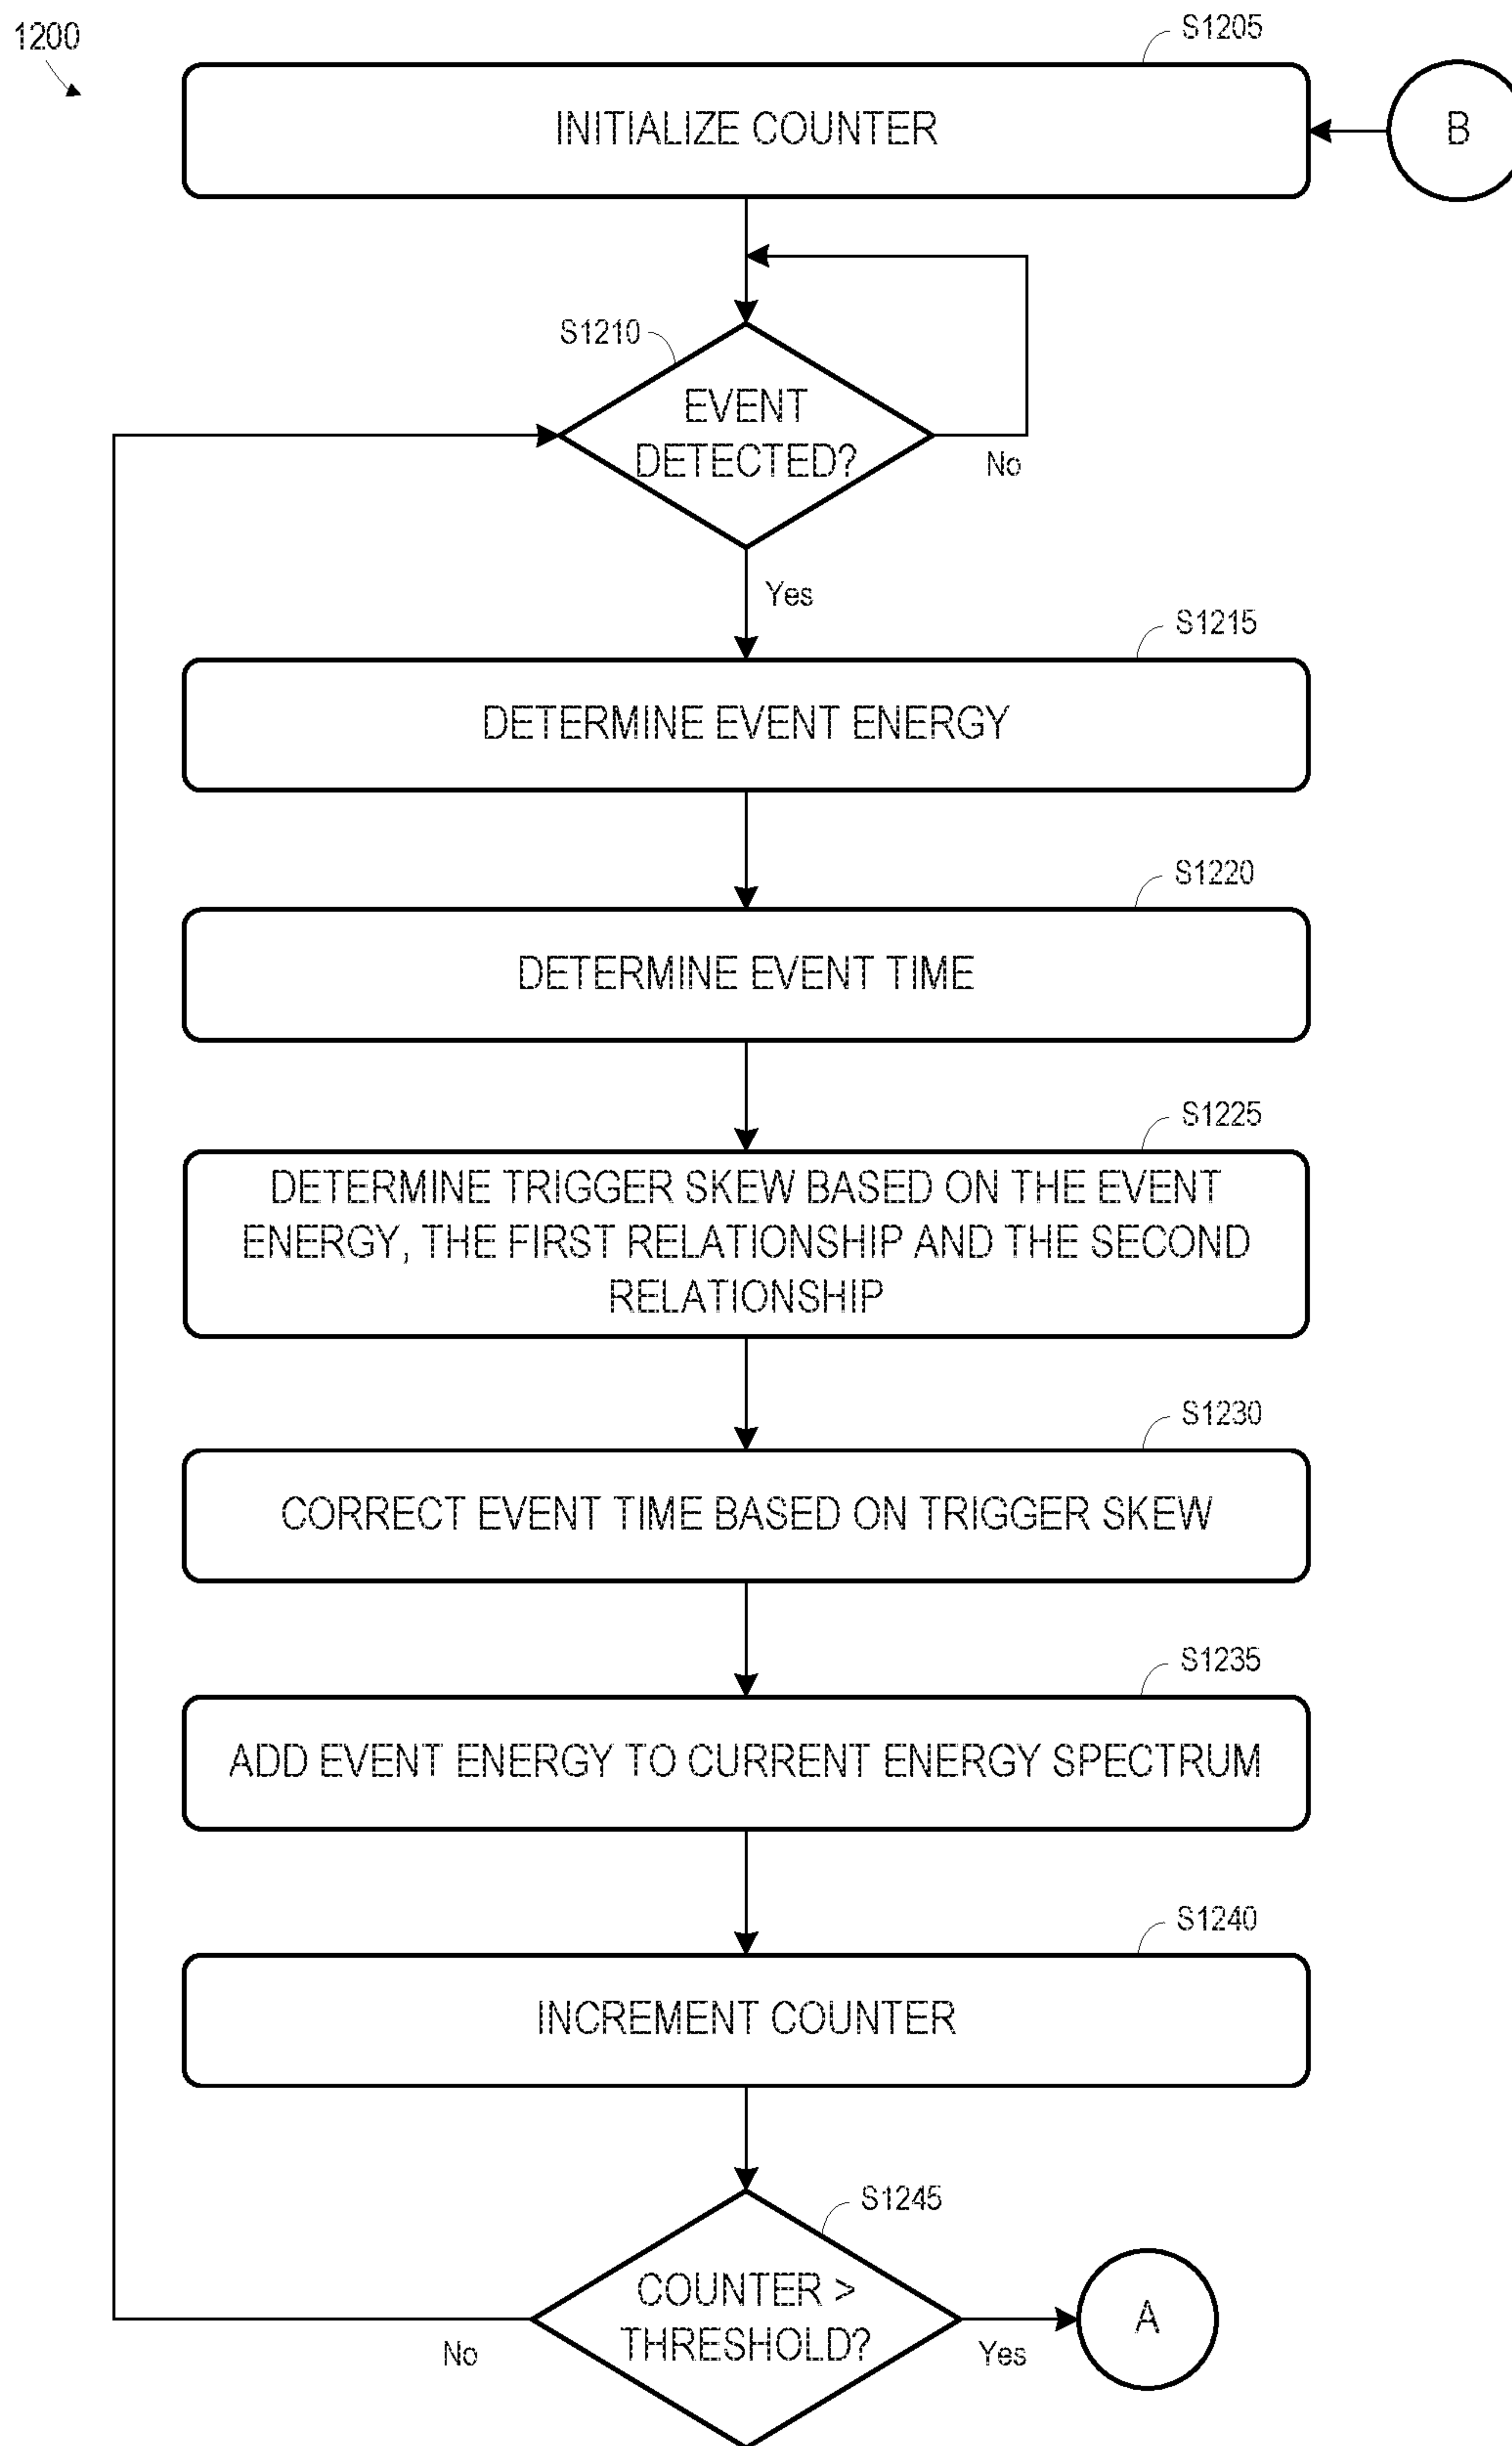 1200
S1205
INITIALIZE COUNTER
B
S1210
EVENT
DETECTED?
No
Yes
S1215
DETERMINE EVENT ENERGY
S1220
DETERMINE EVENT TIME
S1225
DETERMINE TRIGGER SKEW BASED ON THE EVENT
ENERGY, THE FIRST RELATIONSHIP AND THE SECOND
RELATIONSHIP
S1230
CORRECT EVENT TIME BASED ON TRIGGER SKEW
S1235
ADD EVENT ENERGY TO CURRENT ENERGY SPECTRUM
S1240
INCREMENT COUNTER
S1245
COUNTER >
THRESHOLD?
No
Yes
A